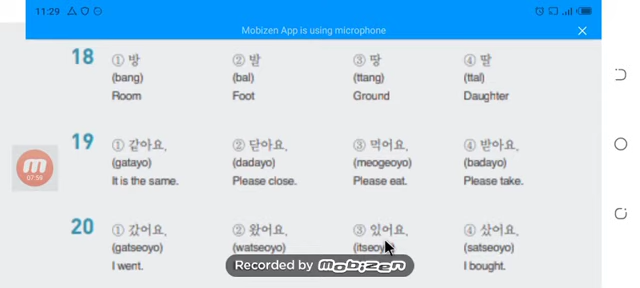 11:29
Mobizen App is using microphone
18 ① 방 ② 발 ③ 땅 ④ 딸
(bang) (bal) (ttang) (ttal)
Room Foot Ground Daughter
19 ① 같아요. ② 닫아요. ③ 먹어요. ④ 받아요.
(gatayo) (dadayo) (meogeoyo) (badayo)
It is the same. Please close. Please eat. Please take.
07:59
20 ① 갔어요. ② 왔어요. ③ 있어요. ④ 샀어요.
(gatseoyo) (watseoyo) (itseoyo) (satseoyo)
I went. I bought.
Recorded by mobizen